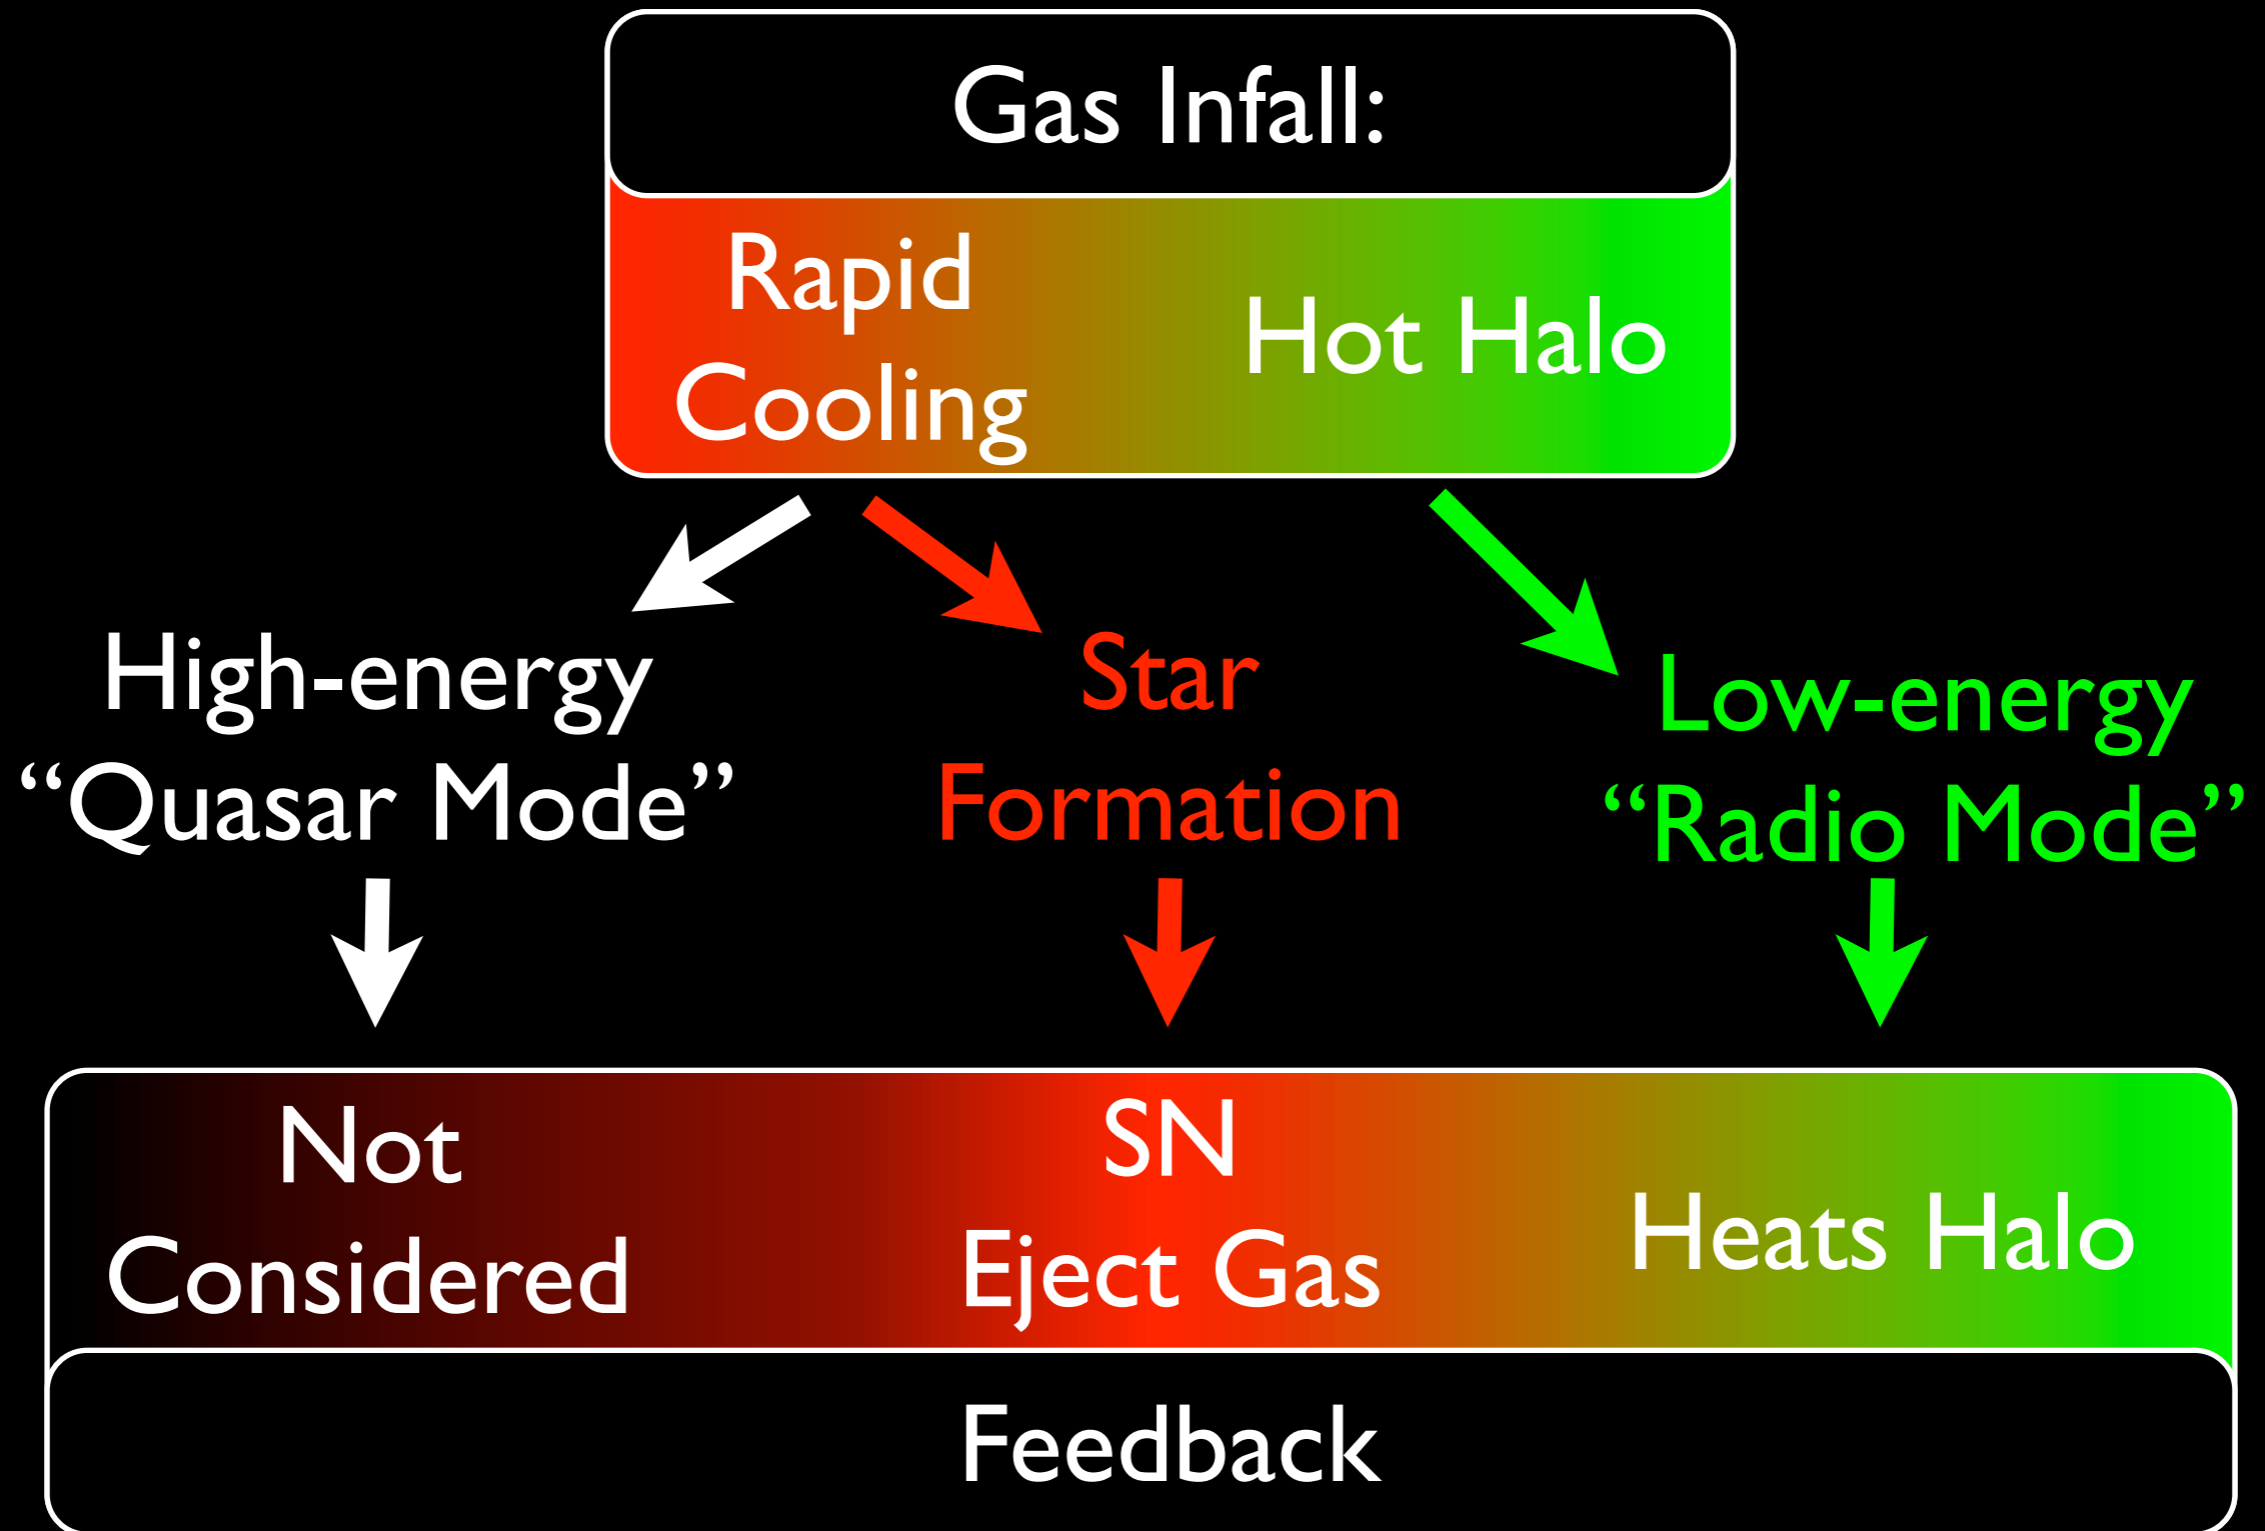 Gas Infall:
Rapid
Cooling
Hot Halo
High-energy
“Quasar Mode”
Star
Formation
Low-energy
“Radio Mode”
Not
Considered
SN
Eject Gas
Heats Halo
Feedback